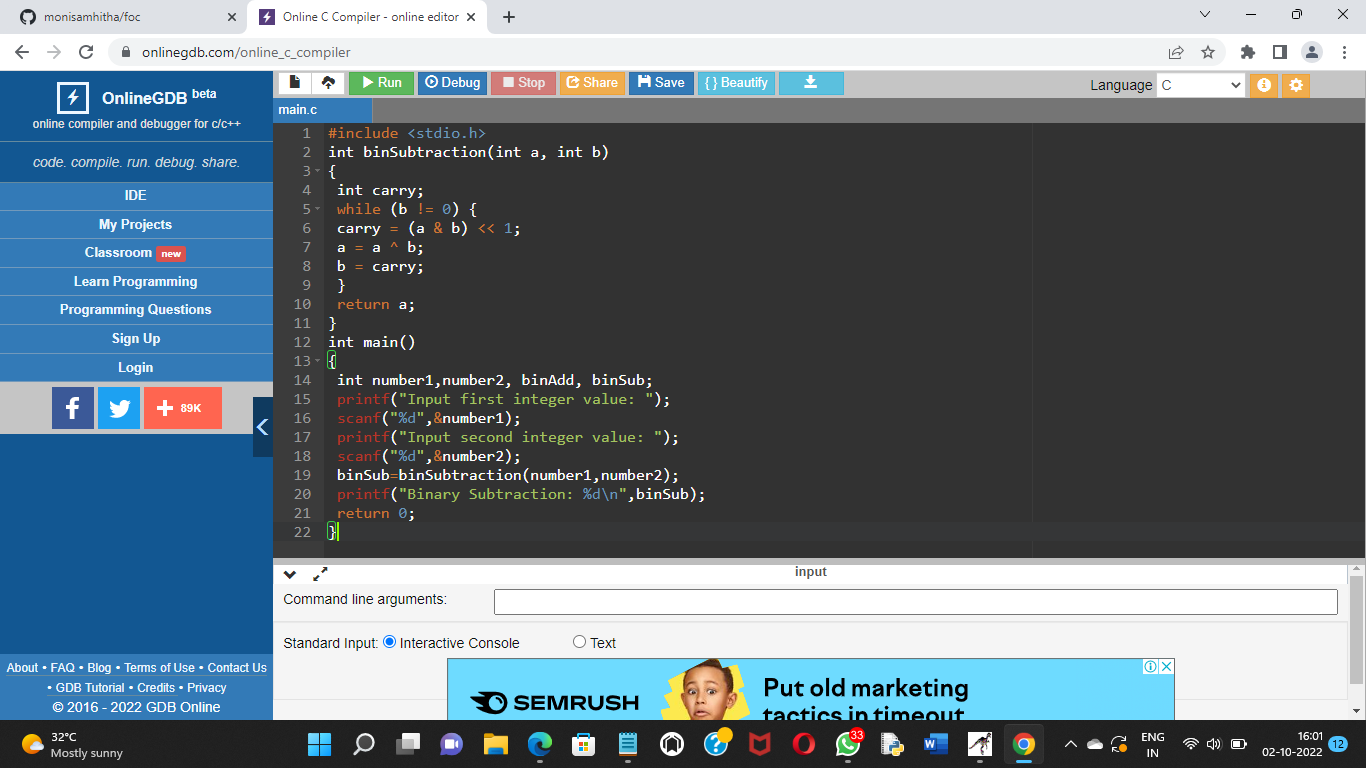 monisamhitha/foc
Online C Compiler - online editor
onlinegdb.com/online_c_compiler
OnlineGDB beta
online compiler and debugger for c/c++
code. compile. run. debug. share.
IDE
My Projects
Classroom new
Learn Programming
Programming Questions
Sign Up
Login
89K
About • FAQ • Blog • Terms of Use • Contact Us
• GDB Tutorial • Credits • Privacy
© 2016 - 2022 GDB Online
Run Debug Stop Share Save { } Beautify
Language C
main.c
1 #include <stdio.h>
2 int binSubtraction(int a, int b)
3 {
4 int carry;
5 while (b != 0) {
6 carry = (a & b) << 1;
7 a = a ^ b;
8 b = carry;
9 }
10 return a;
11 }
12 int main()
13 {
14 int number1,number2, binAdd, binSub;
15 printf("Input first integer value: ");
16 scanf("%d",&number1);
17 printf("Input second integer value: ");
18 scanf("%d",&number2);
19 binSub=binSubtraction(number1,number2);
20 printf("Binary Subtraction: %d\n",binSub);
21 return 0;
22 }
input
Command line arguments:
Standard Input: Interactive Console Text
SEMRUSH
Put old marketing
tactics in timeout
32°C
Mostly sunny
33
ENG
IN
16:01
02-10-2022
12